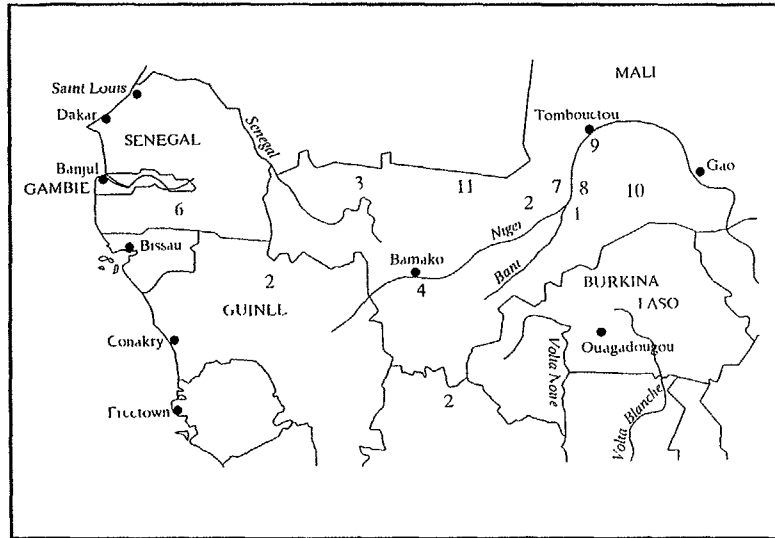 MALI
Saint Louis
Dakar
Tombouctou
SENEGAL
Senegal
9
Banjul
GAMBIE
Gao
3
11
7
8
10
2
6
1
Niger
Bissau
Bamako
Bani
2
4
BURKINA
FASO
GUINEE
Conakry
Ouagadougou
Volta Noire
2
Volta Blanche
Freetown